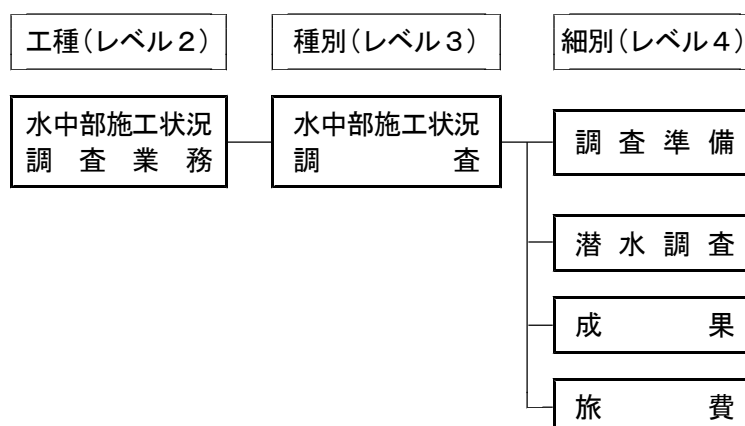 工種（レベル２） 種別（レベル３） 細別（レベル４）
水中部施工状況
調査業務
水中部施工状況
調査
調査準備
潜水調査
成果
旅費